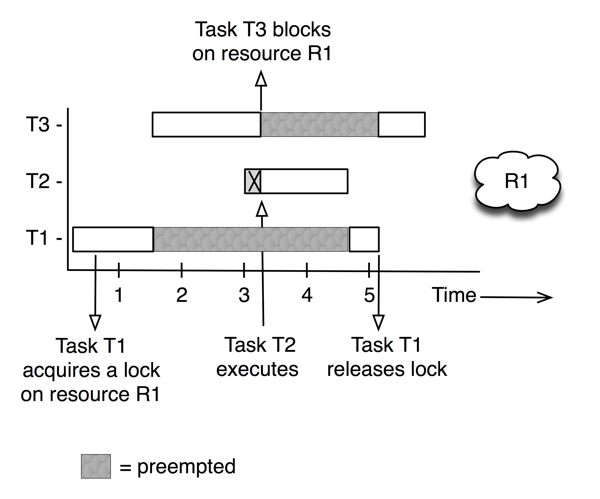 Task T3 blocks
on resource R1
T3 -
T2 -
X
R1
T1 -
1 2 3 4 5 Time
Task T1
acquires a lock
on resource R1
Task T2
executes
Task T1
releases lock
= preempted